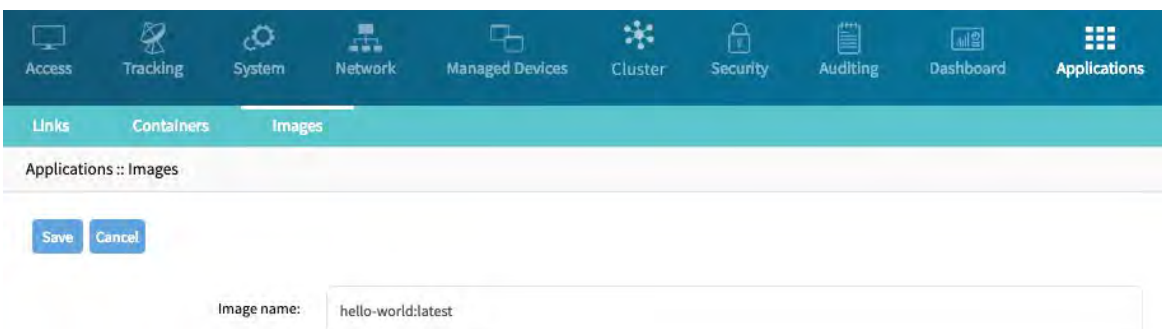 Access Tracking System Network Managed Devices Cluster Security Auditing Dashboard Applications
Links Containers Images
Applications :: Images
Save Cancel
Image name: hello-world:latest